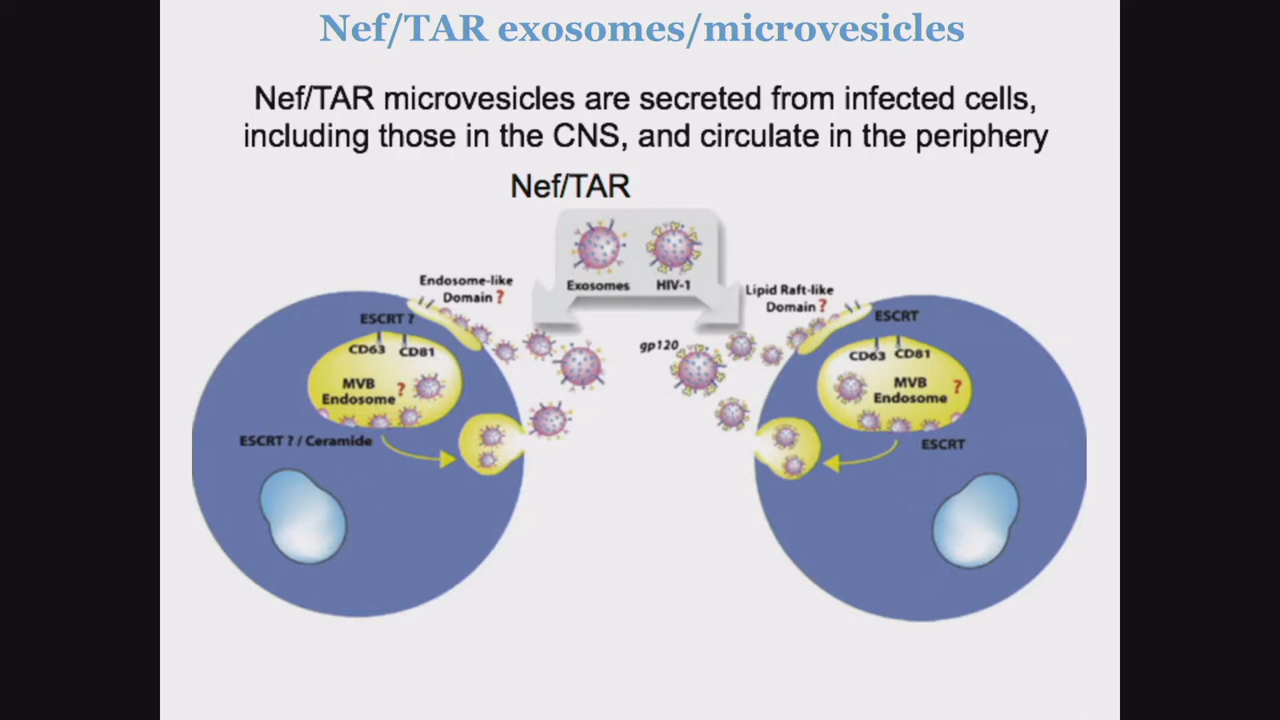 Nef/TAR exosomes/microvesicles
Nef/TAR microvesicles are secreted from infected cells,
including those in the CNS, and circulate in the periphery
Nef/TAR
Exosomes
HIV-1
Endosome-like
Domain ?
ESCRT ?
CD63
CD81
MVB
Endosome
?
ESCRT ? / Ceramide
gp120
Lipid Raft-like
Domain ?
ESCRT
CD63
CD81
MVB
Endosome
?
ESCRT